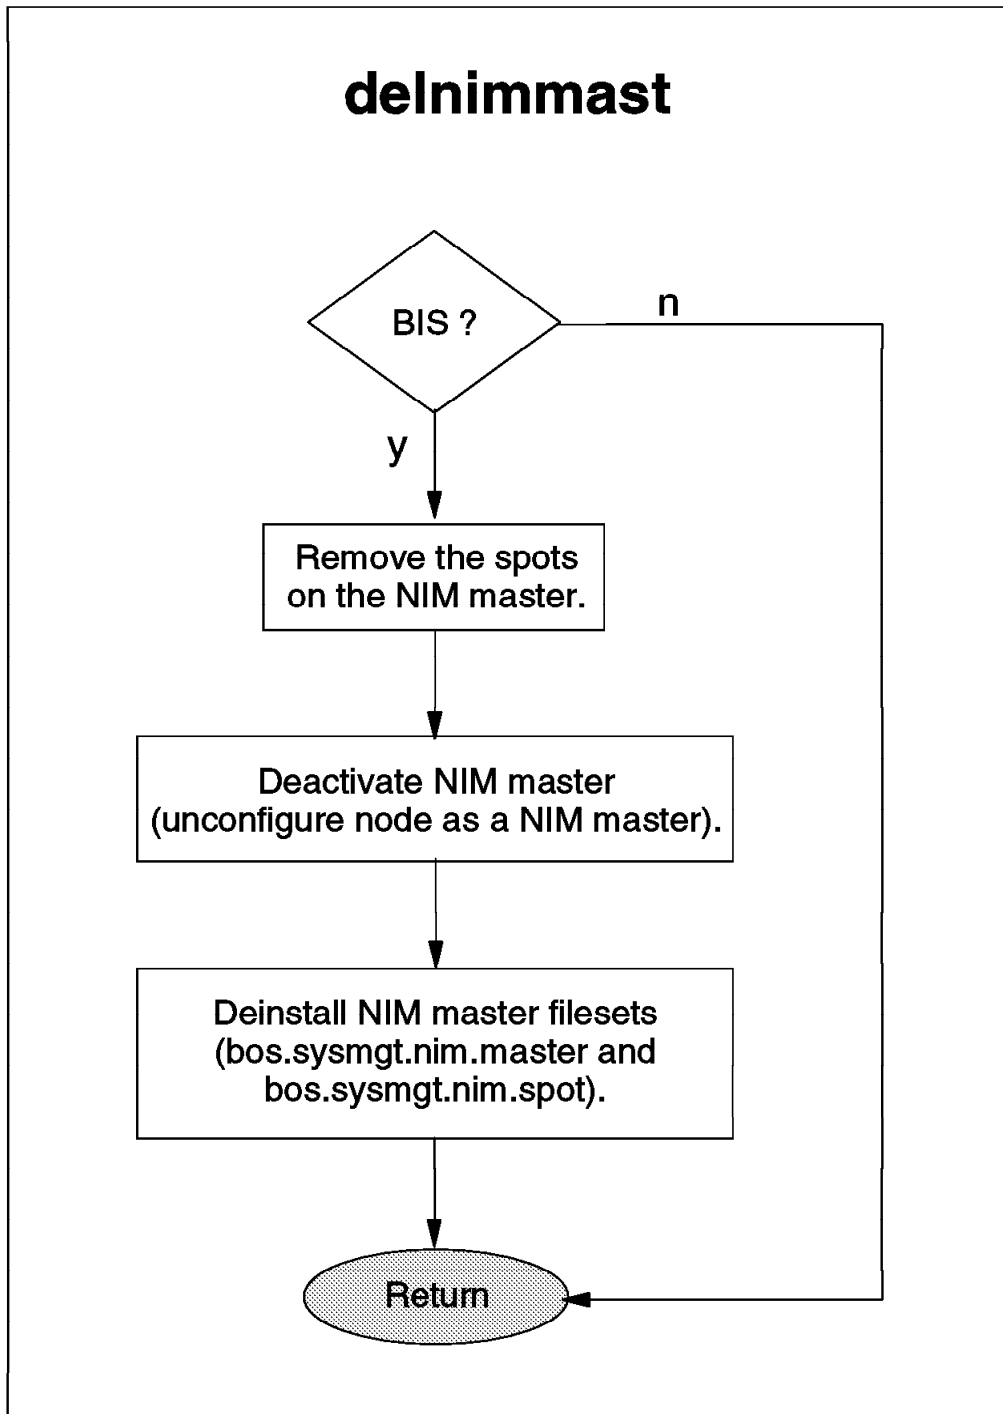 delnimmast
BIS ?
n
y
Remove the spots
on the NIM master.
Deactivate NIM master
(unconfigure node as a NIM master).
Deinstall NIM master filesets
(bos.sysmgt.nim.master and
bos.sysmgt.nim.spot).
Return